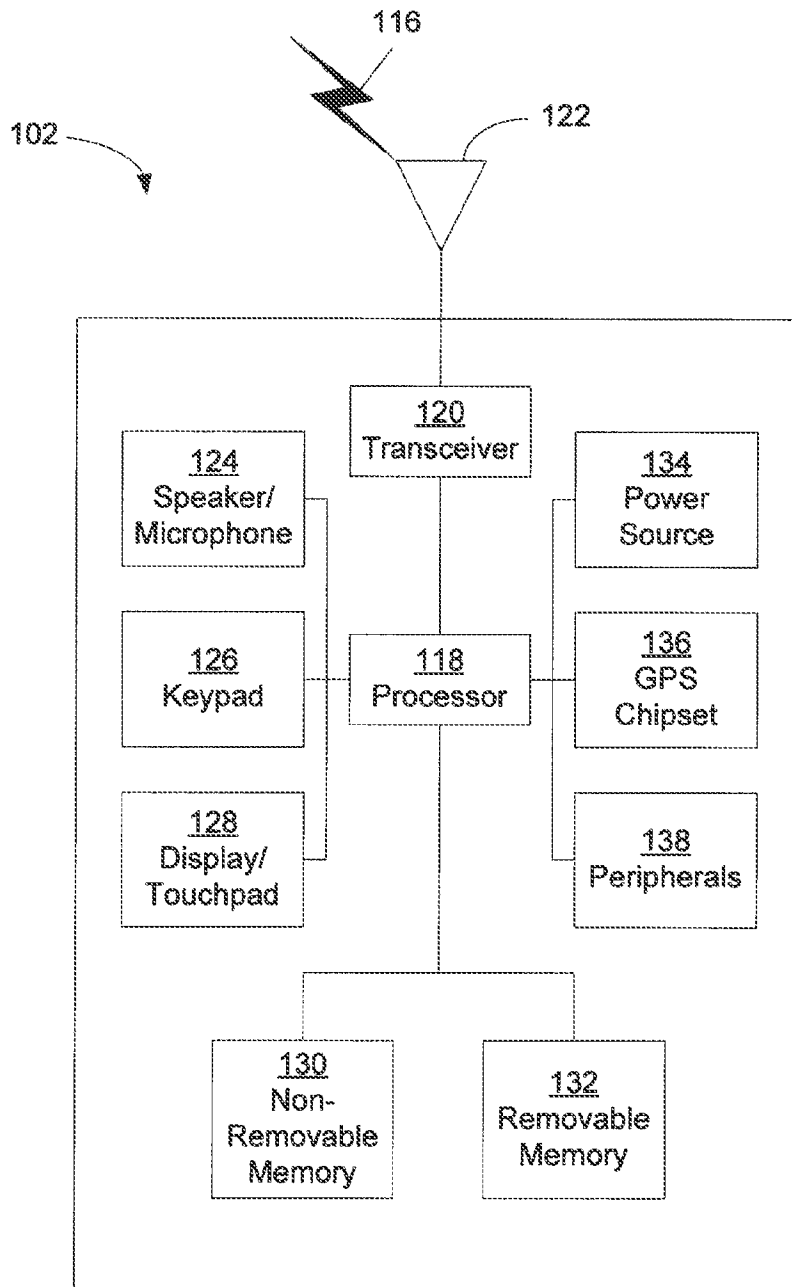 116
122
102
120
Transceiver
124
Speaker/
Microphone
134
Power
Source
126
Keypad
118
Processor
136
GPS
Chipset
128
Display/
Touchpad
138
Peripherals
130
Non-
Removable
Memory
132
Removable
Memory